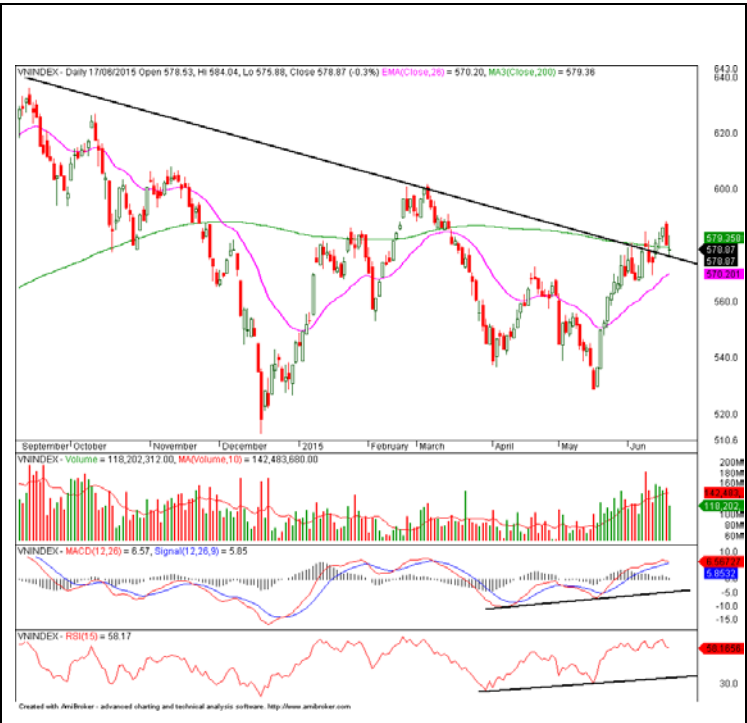 VNINDEX - Daily 17/06/2015 Open 578.53, Hi 584.04, Lo 575.88, Close 578.87 (-0.3%) EMA(Close,26) = 570.20, MA3(Close,200) = 579.36
643.0
640.0
620.0
600.0
579.359
578.87
578.87
570.201
560.0
540.0
520.0
510.6
September October November December 2015 February March April May Jun
VNINDEX - Volume = 118,202,312.00, MA(Volume,10) = 142,483,680.00
200M
180M
160M
142,483,
118,202,
100M
80M
60M
VNINDEX - MACD(12,26) = 6.57, Signal(12,26,9) = 5.85
10.0
5.8532
-5.0
-10.0
-15.0
VNINDEX - RSI(15) = 58.17
30.0
Created with AmiBroker - advanced charting and technical analysis software. http://www.amibroker.com